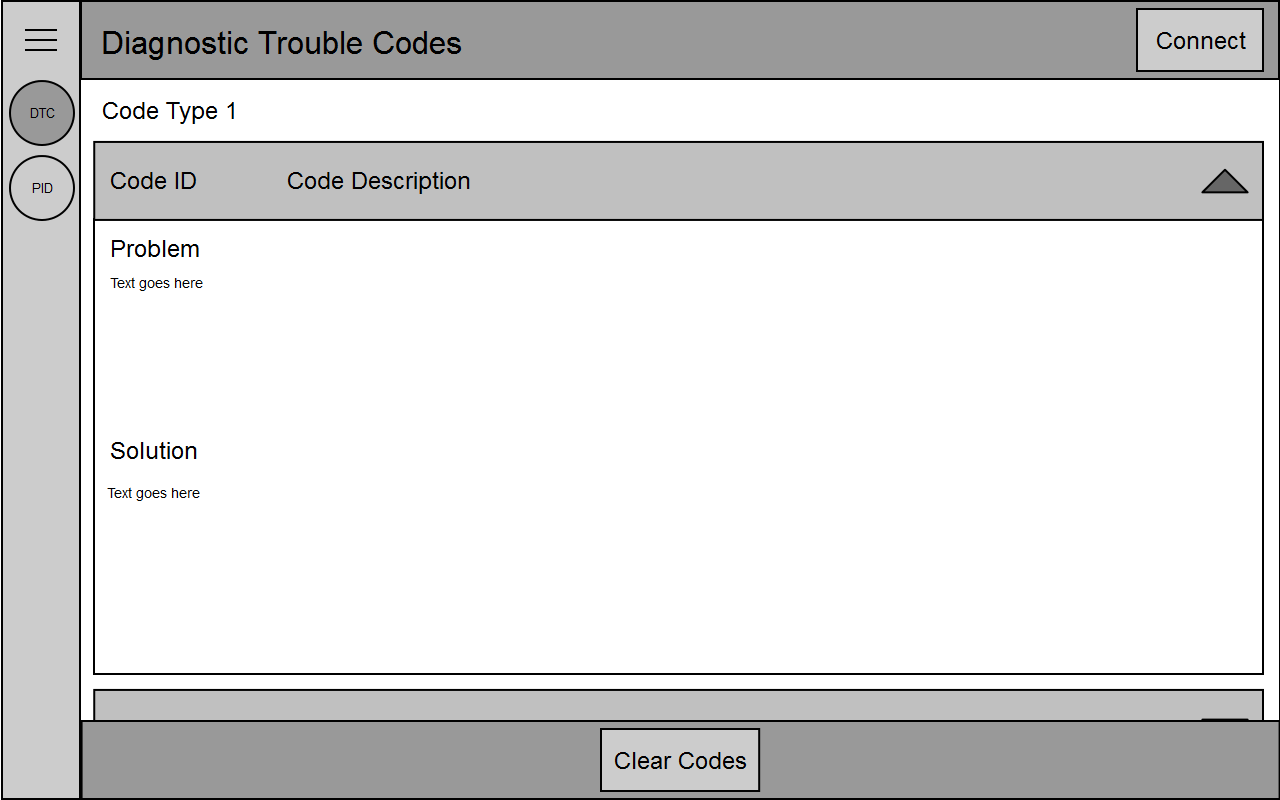 Diagnostic Trouble Codes
Connect
DTC
PID
Code Type 1
Code ID
Code Description
Problem
Text goes here
Solution
Text goes here
Clear Codes